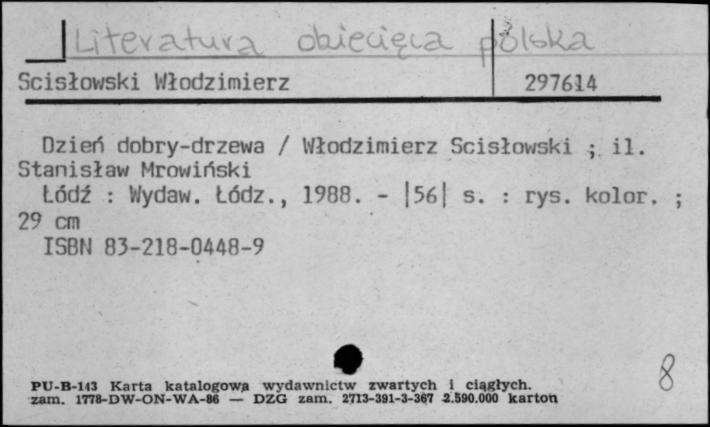 Literatura dziecięca polska
Scisłowski Włodzimierz 297614
Dzień dobry-drzewa / Włodzimierz Scisłowski ; il.
Stanisław Mrowiński
Łódź : Wydaw. Łódz., 1988. - |56| s. : rys. kolor. ;
29 cm
ISBN 83-218-0448-9
8
PU-B-143 Karta katalogowa wydawnictw zwartych i ciągłych.
zam. 1778-DW-ON-WA-86 — DZG zam. 2713-391-3-367 2.590.000 karton